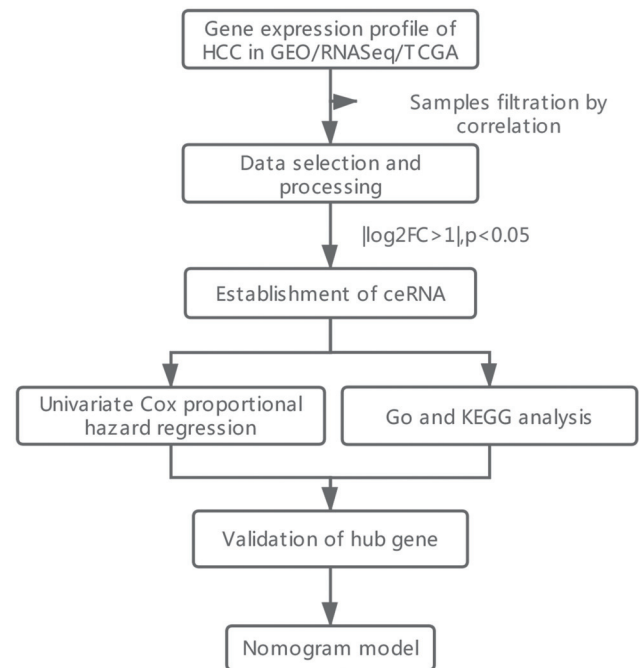 Gene expression profile of
HCC in GEO/RNASeq/TCGA
Samples filtration by
correlation
Data selection and
processing
|log2FC>1|,p<0.05
Establishment of ceRNA
Univariate Cox proportional
hazard regression
Go and KEGG analysis
Validation of hub gene
Nomogram model